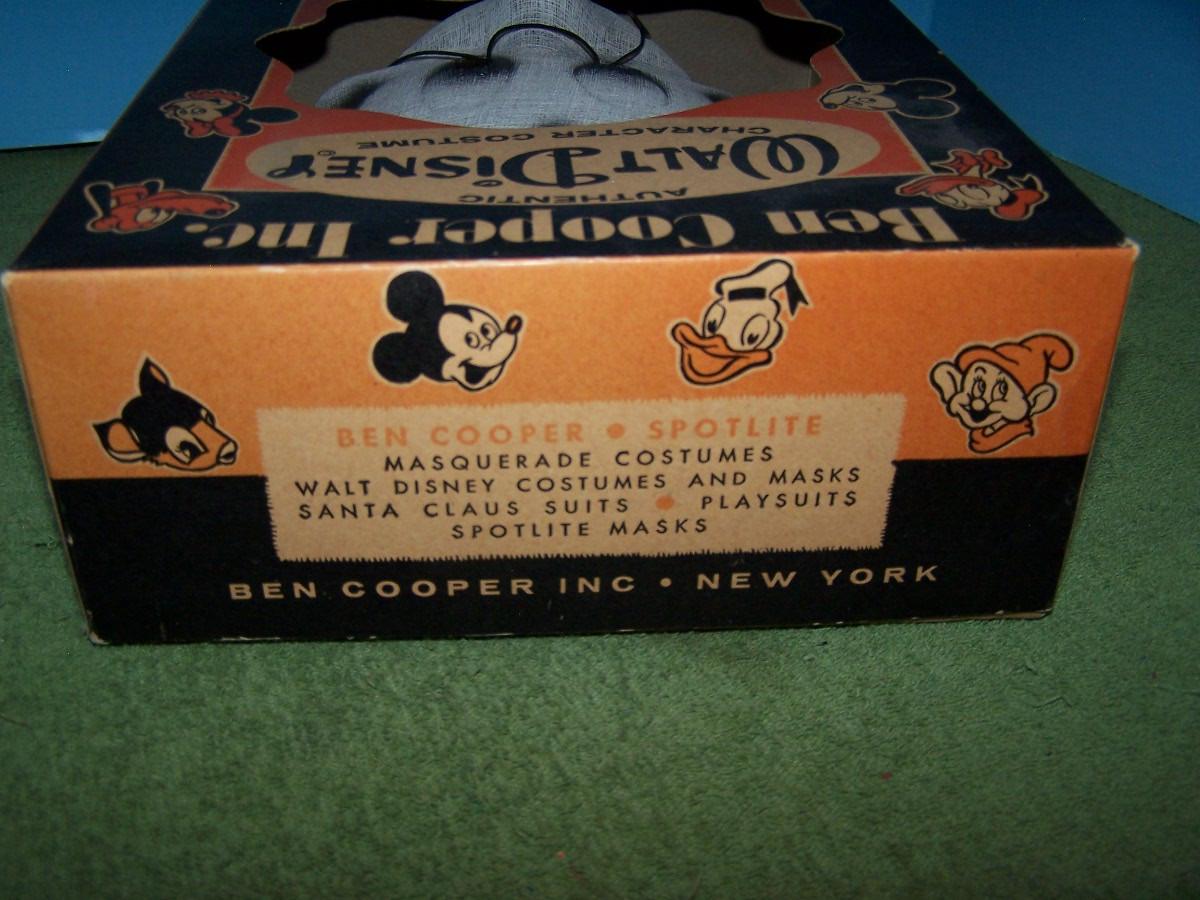 Ben Cooper Inc.
AUTHENTIC
WALT DISNEY
CHARACTER COSTUME
BEN COOPER • SPOTLITE
MASQUERADE COSTUMES
WALT DISNEY COSTUMES AND MASKS
SANTA CLAUS SUITS • PLAYSUITS
SPOTLITE MASKS
BEN COOPER INC • NEW YORK